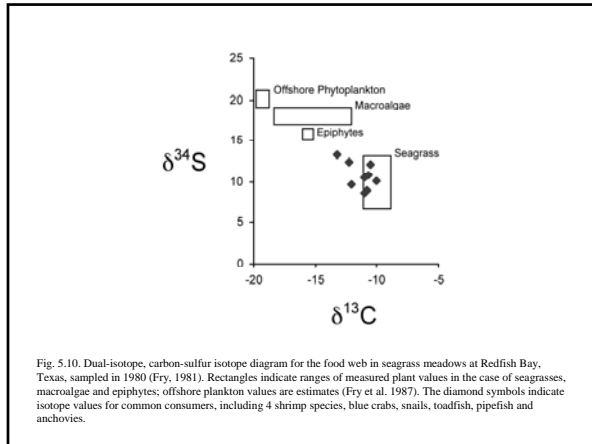 25
20
15
10
5
0
δ34S
Offshore Phytoplankton
Macroalgae
Epiphytes
Seagrass
-20 -15 -10 -5
δ13C
Fig. 5.10. Dual-isotope, carbon-sulfur isotope diagram for the food web in seagrass meadows at Redfish Bay,
Texas, sampled in 1980 (Fry, 1981). Rectangles indicate ranges of measured plant values in the case of seagrasses,
macroalgae and epiphytes; offshore plankton values are estimates (Fry et al. 1987). The diamond symbols indicate
isotope values for common consumers, including 4 shrimp species, blue crabs, snails, toadfish, pipefish and
anchovies.